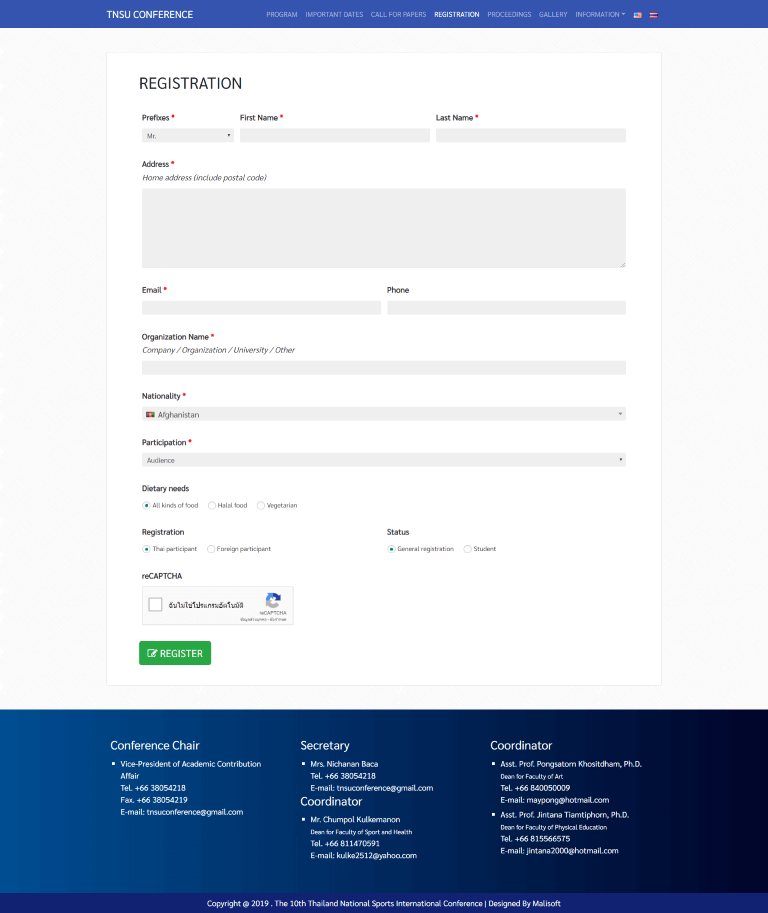 TNSU CONFERENCE
PROGRAM IMPORTANT DATES CALL FOR PAPERS REGISTRATION PROCEEDINGS GALLERY INFORMATION
REGISTRATION
Prefixes * First Name * Last Name *
Mr.
Address *
Home address (include postal code)
Email * Phone
Organization Name *
Company / Organization / University / Other
Nationality *
Afghanistan
Participation *
Audience
Dietary needs
All kinds of food Halal food Vegetarian
Registration Status
Thai participant Foreign participant General registration Student
reCAPTCHA
ฉันไม่ใช่โปรแกรมอัตโนมัติ
reCAPTCHA
REGISTER
Conference Chair
Vice-President of Academic Contribution
Affair
Tel. +66 38054218
Fax. +66 38054219
E-mail: tnsuconference@gmail.com
Secretary
Mrs. Nichanan Baca
Tel. +66 38054218
E-mail: tnsuconference@gmail.com
Coordinator
Mr. Chumpol Kulkemanon
Dean for Faculty of Sport and Health
Tel. +66 811470591
E-mail: kulke2512@yahoo.com
Coordinator
Asst. Prof. Pongsatorn Khositdham, Ph.D.
Dean for Faculty of Art
Tel. +66 840050009
E-mail: maypong@hotmail.com
Asst. Prof. Jintana Tiamtiphorn, Ph.D.
Dean for Faculty of Physical Education
Tel. +66 815566575
E-mail: jintana2000@hotmail.com
Copyright @ 2019 . The 10th Thailand National Sports International Conference | Designed By Malisoft